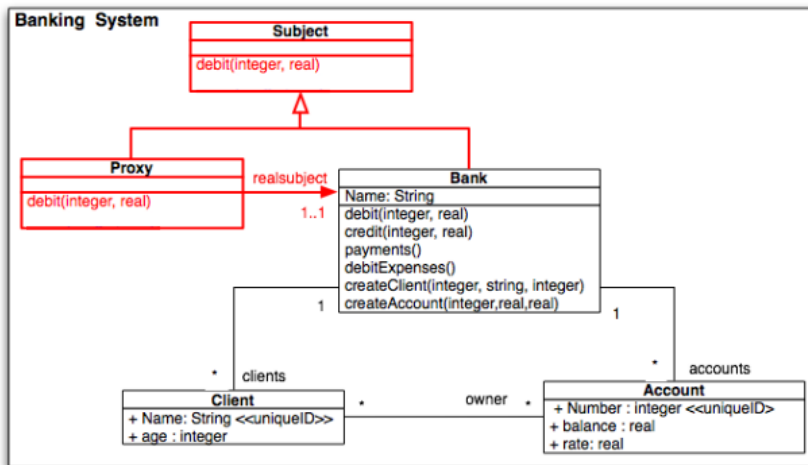 Banking System
Subject
debit(integer, real)
Proxy
debit(integer, real)
realsubject
1..1
Bank
Name: String
debit(integer, real)
credit(integer, real)
payments()
debitExpenses()
createClient(integer, string, integer)
createAccount(integer,real,real)
1
1
* clients
* accounts
Client
+ Name: String <<uniqueID>>
+ age : integer
* owner *
Account
+ Number : integer <<uniqueID>
+ balance : real
+ rate: real